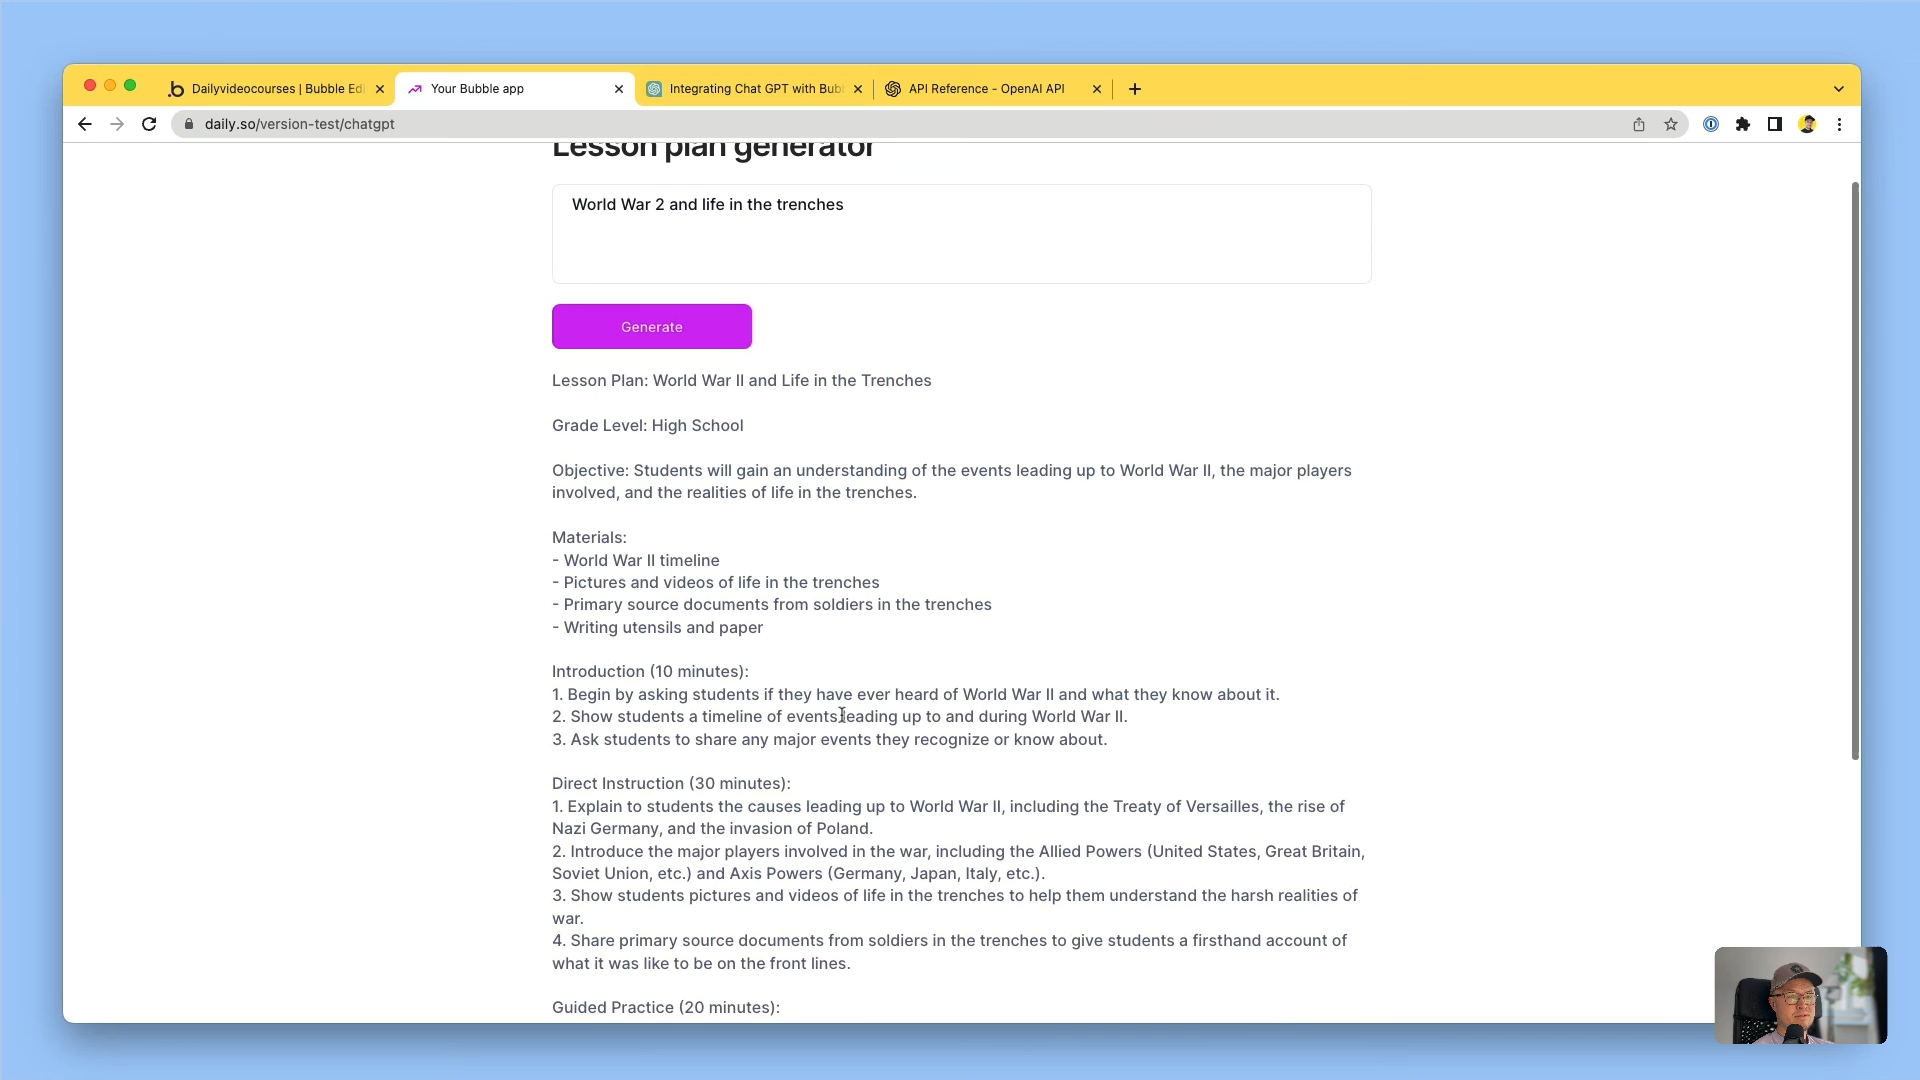 Dailyvideocourses | Bubble Edi
Your Bubble app
Integrating Chat GPT with Bubb
API Reference - OpenAI API
daily.so/version-test/chatgpt
Lesson plan generator
World War 2 and life in the trenches
Generate
Lesson Plan: World War II and Life in the Trenches
Grade Level: High School
Objective: Students will gain an understanding of the events leading up to World War II, the major players
involved, and the realities of life in the trenches.
Materials:
- World War II timeline
- Pictures and videos of life in the trenches
- Primary source documents from soldiers in the trenches
- Writing utensils and paper
Introduction (10 minutes):
1. Begin by asking students if they have ever heard of World War II and what they know about it.
2. Show students a timeline of events leading up to and during World War II.
3. Ask students to share any major events they recognize or know about.
Direct Instruction (30 minutes):
1. Explain to students the causes leading up to World War II, including the Treaty of Versailles, the rise of
Nazi Germany, and the invasion of Poland.
2. Introduce the major players involved in the war, including the Allied Powers (United States, Great Britain,
Soviet Union, etc.) and Axis Powers (Germany, Japan, Italy, etc.).
3. Show students pictures and videos of life in the trenches to help them understand the harsh realities of
war.
4. Share primary source documents from soldiers in the trenches to give students a firsthand account of
what it was like to be on the front lines.
Guided Practice (20 minutes):